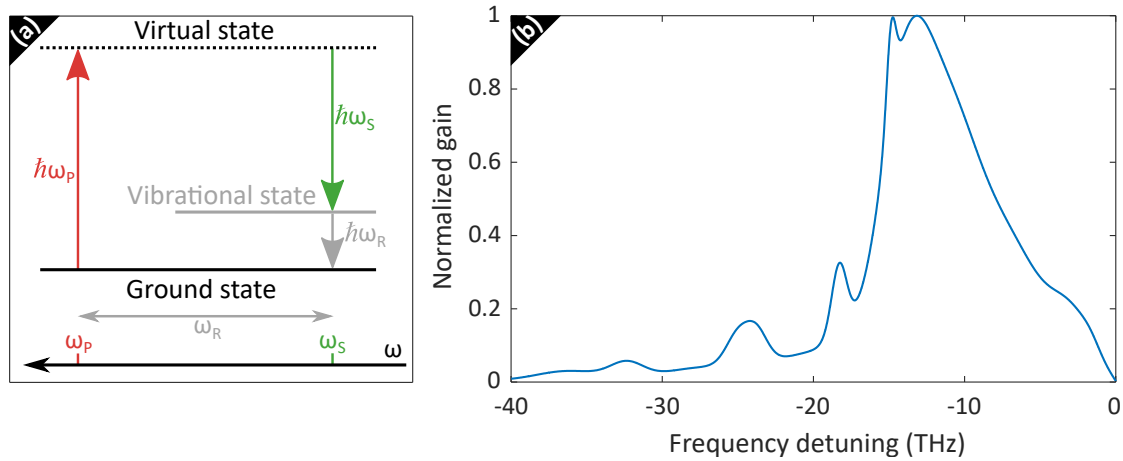 (a)
Virtual state
ℏω_P
ℏω_S
Vibrational state
ℏω_R
Ground state
ω_R
ω_P
ω_S
ω
(b)
Normalized gain
1
0.8
0.6
0.4
0.2
0
-40
-30
-20
-10
0
Frequency detuning (THz)